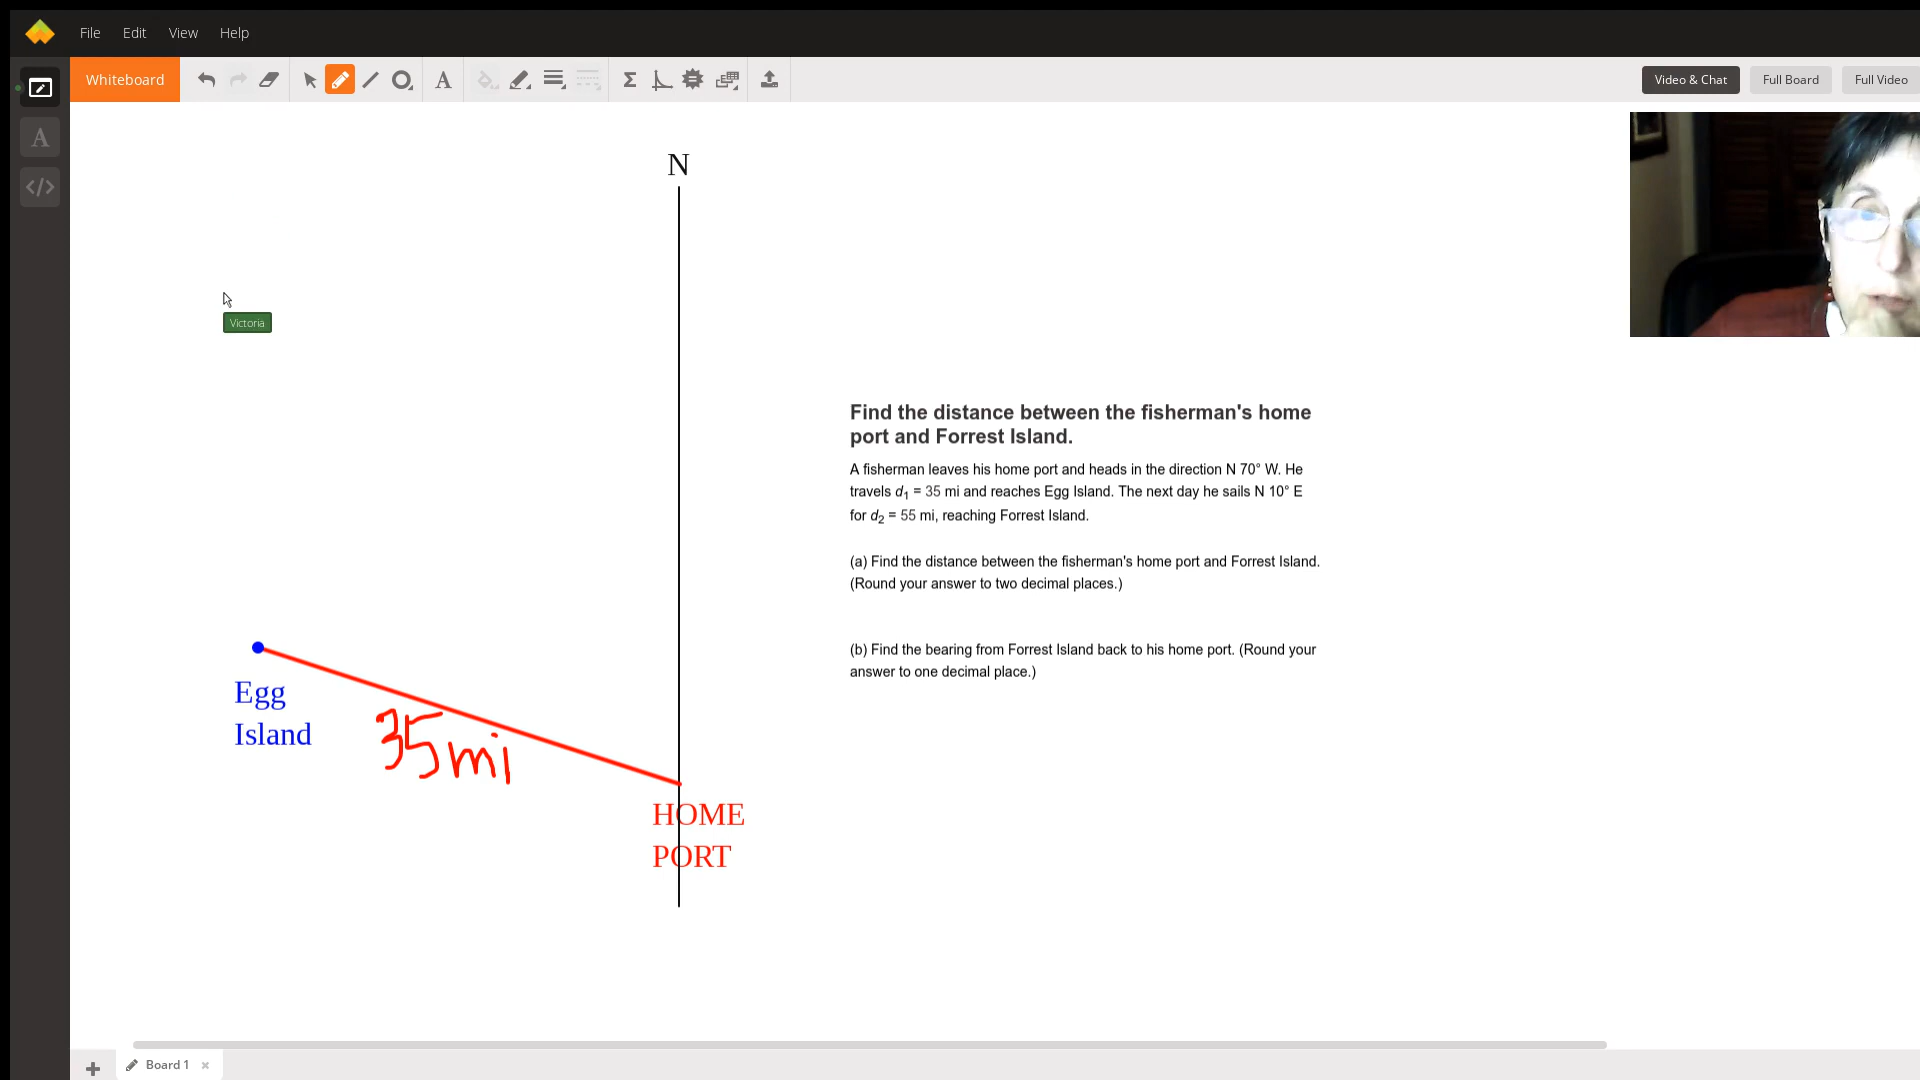 File Edit View Help
Whiteboard
A
Σ
Video & Chat Full Board Full Video
A
</>
N
Victoria
Find the distance between the fisherman's home
port and Forrest Island.
A fisherman leaves his home port and heads in the direction N 70° W. He
travels d1 = 35 mi and reaches Egg Island. The next day he sails N 10° E
for d2 = 55 mi, reaching Forrest Island.
(a) Find the distance between the fisherman's home port and Forrest Island.
(Round your answer to two decimal places.)
(b) Find the bearing from Forrest Island back to his home port. (Round your
answer to one decimal place.)
Egg
Island
35 mi
HOME
PORT
Board 1